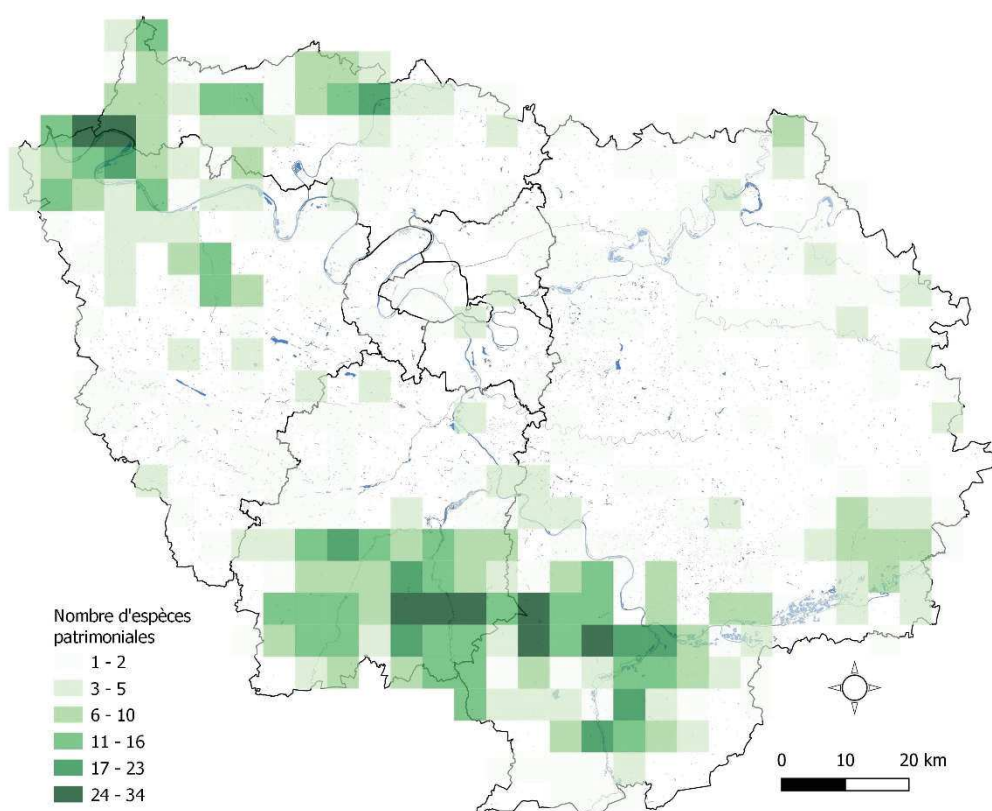 Nombre d'espèces
patrimoniales
1 - 2
3 - 5
6 - 10
11 - 16
17 - 23
24 - 34
0 10 20 km